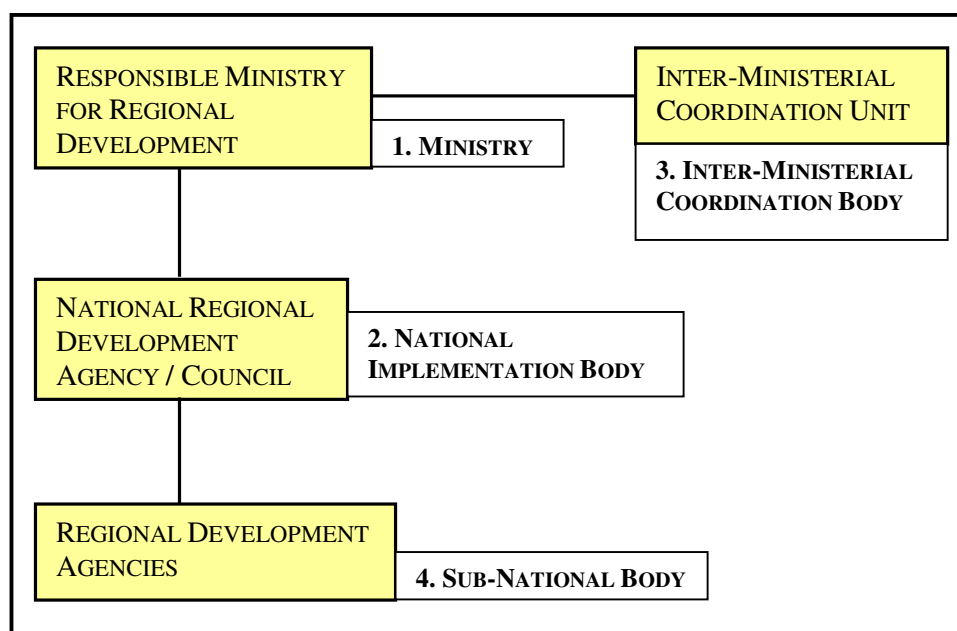 RESPONSIBLE MINISTRY
FOR REGIONAL
DEVELOPMENT
1. MINISTRY
INTER-MINISTERIAL
COORDINATION UNIT
3. INTER-MINISTERIAL
COORDINATION BODY
NATIONAL REGIONAL
DEVELOPMENT
AGENCY / COUNCIL
2. NATIONAL
IMPLEMENTATION BODY
REGIONAL DEVELOPMENT
AGENCIES
4. SUB-NATIONAL BODY